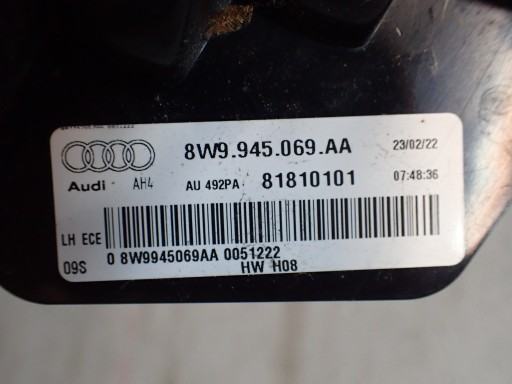 8W9.945.069.AA 23/02/22
Audi AH4 AU 492PA 81810101 07:48:36
LH ECE
0 8W9945069AA 0051222
09S HW H08